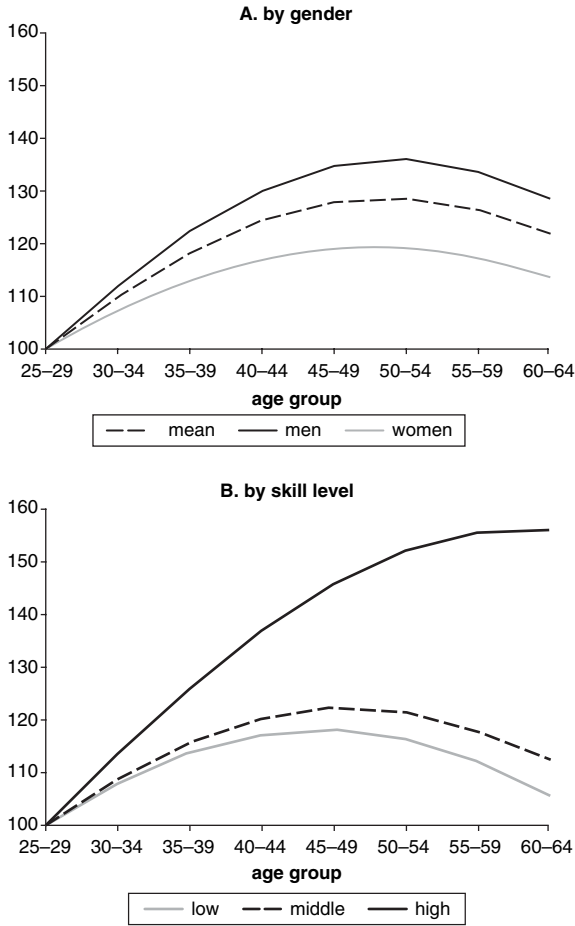 A. by gender
160
150
140
130
120
110
100
25–29 30–34 35–39 40–44 45–49 50–54 55–59 60–64
age group
mean men women
B. by skill level
160
150
140
130
120
110
100
25–29 30–34 35–39 40–44 45–49 50–54 55–59 60–64
age group
low middle high